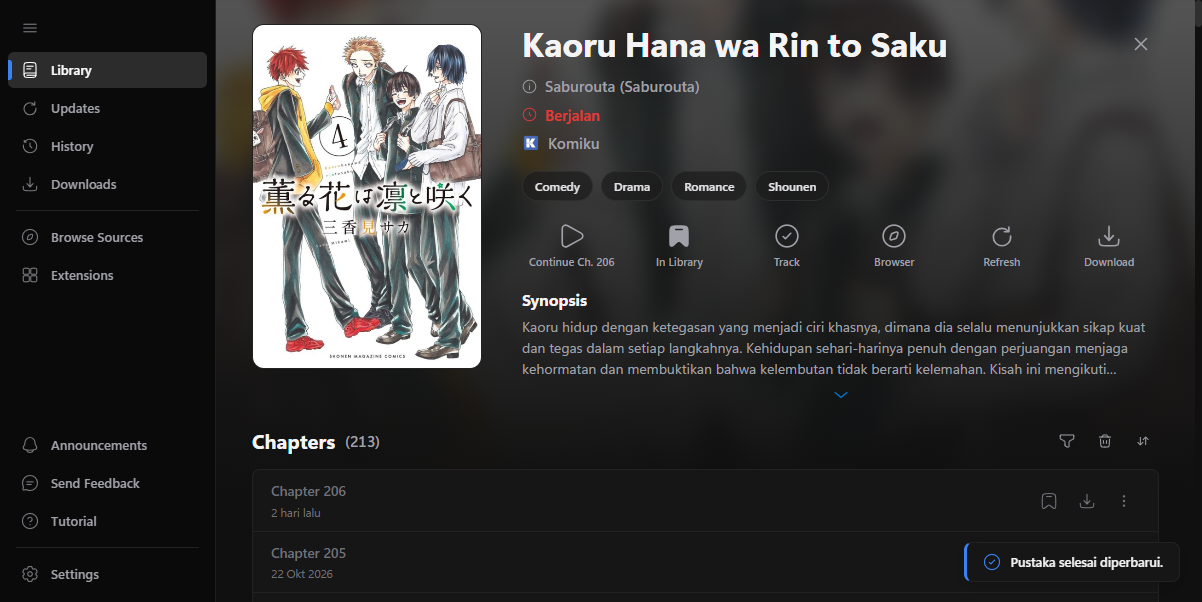 Library
Updates
History
Downloads
Browse Sources
Extensions
Announcements
Send Feedback
Tutorial
Settings
4
薫る花は凛と咲く
三香見サカ
SHONEN MAGAZINE COMICS
Kaoru Hana wa Rin to Saku
Saburouta (Saburouta)
Berjalan
K Komiku
Comedy Drama Romance Shounen
Continue Ch. 206 In Library Track Browser Refresh Download
Synopsis
Kaoru hidup dengan ketegasan yang menjadi ciri khasnya, dimana dia selalu menunjukkan sikap kuat
dan tegas dalam setiap langkahnya. Kehidupan sehari-harinya penuh dengan perjuangan menjaga
kehormatan dan membuktikan bahwa kelembutan tidak berarti kelemahan. Kisah ini mengikuti...
Chapters (213)
Chapter 206
2 hari lalu
Chapter 205
22 Okt 2026
Pustaka selesai diperbarui.